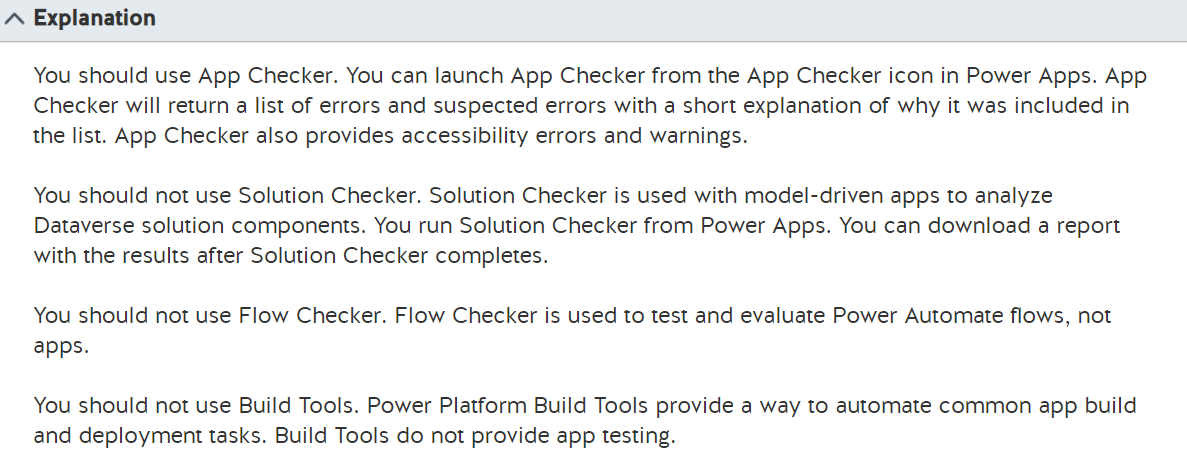 Explanation
You should use App Checker. You can launch App Checker from the App Checker icon in Power Apps. App
Checker will return a list of errors and suspected errors with a short explanation of why it was included in
the list. App Checker also provides accessibility errors and warnings.
You should not use Solution Checker. Solution Checker is used with model-driven apps to analyze
Dataverse solution components. You run Solution Checker from Power Apps. You can download a report
with the results after Solution Checker completes.
You should not use Flow Checker. Flow Checker is used to test and evaluate Power Automate flows, not
apps.
You should not use Build Tools. Power Platform Build Tools provide a way to automate common app build
and deployment tasks. Build Tools do not provide app testing.